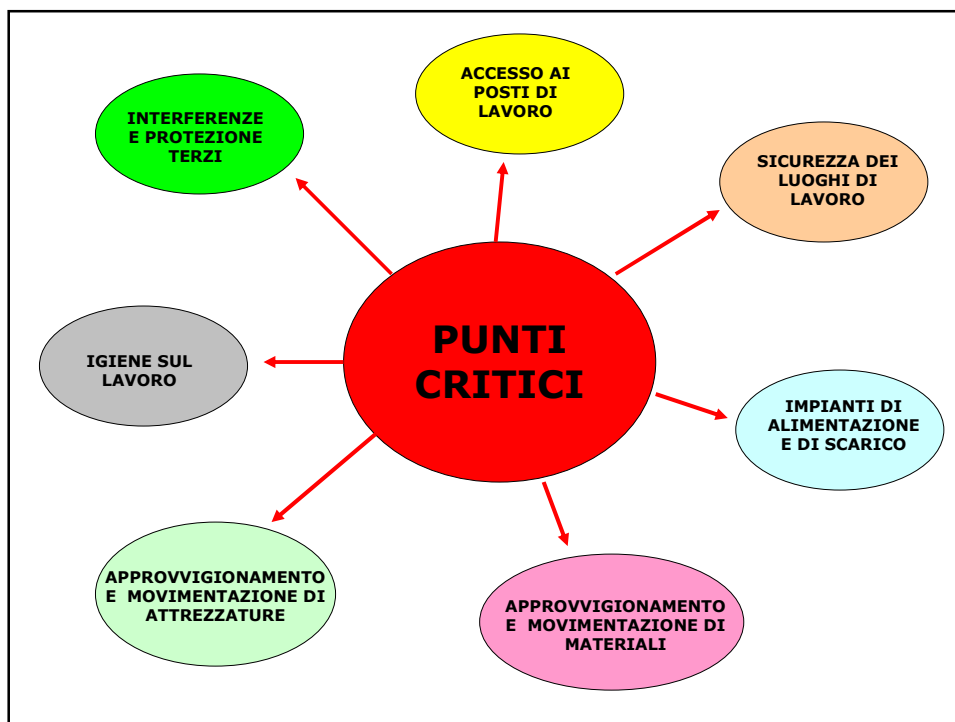 ACCESSO AI
POSTI DI
LAVORO
INTERFERENZE
E PROTEZIONE
TERZI
SICUREZZA DEI
LUOGHI DI
LAVORO
PUNTI
CRITICI
IGIENE SUL
LAVORO
IMPIANTI DI
ALIMENTAZIONE
E DI SCARICO
APPROVVIGIONAMENTO
E MOVIMENTAZIONE DI
ATTREZZATURE
APPROVVIGIONAMENTO
E MOVIMENTAZIONE DI
MATERIALI